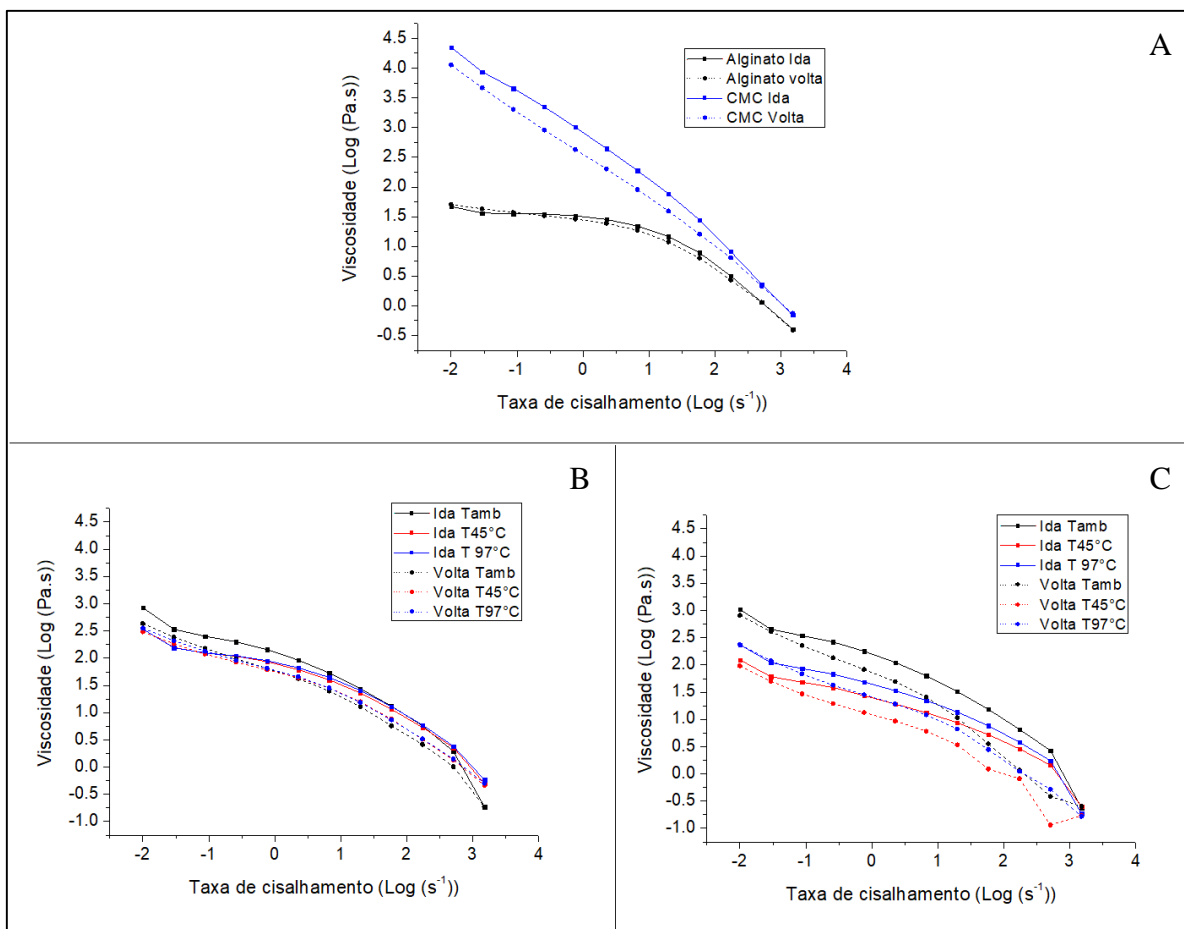 A
4.5
4.0
3.5
3.0
2.5
2.0
1.5
1.0
0.5
0.0
-0.5
Viscosidade (Log (Pa.s))
Alginato Ida
Alginato volta
CMC Ida
CMC Volta
-2 -1 0 1 2 3 4
Taxa de cisalhamento (Log (s⁻¹))
B
4.5
4.0
3.5
3.0
2.5
2.0
1.5
1.0
0.5
0.0
-0.5
-1.0
Viscosidade (Log (Pa.s))
Ida Tamb
Ida T45°C
Ida T 97°C
Volta Tamb
Volta T45°C
Volta T97°C
-2 -1 0 1 2 3 4
Taxa de cisalhamento (Log (s⁻¹))
C
4.5
4.0
3.5
3.0
2.5
2.0
1.5
1.0
0.5
0.0
-0.5
-1.0
Viscosidade (Log (Pa.s))
Ida Tamb
Ida T45°C
Ida T 97°C
Volta Tamb
Volta T45°C
Volta T97°C
-2 -1 0 1 2 3 4
Taxa de cisalhamento (Log (s⁻¹))